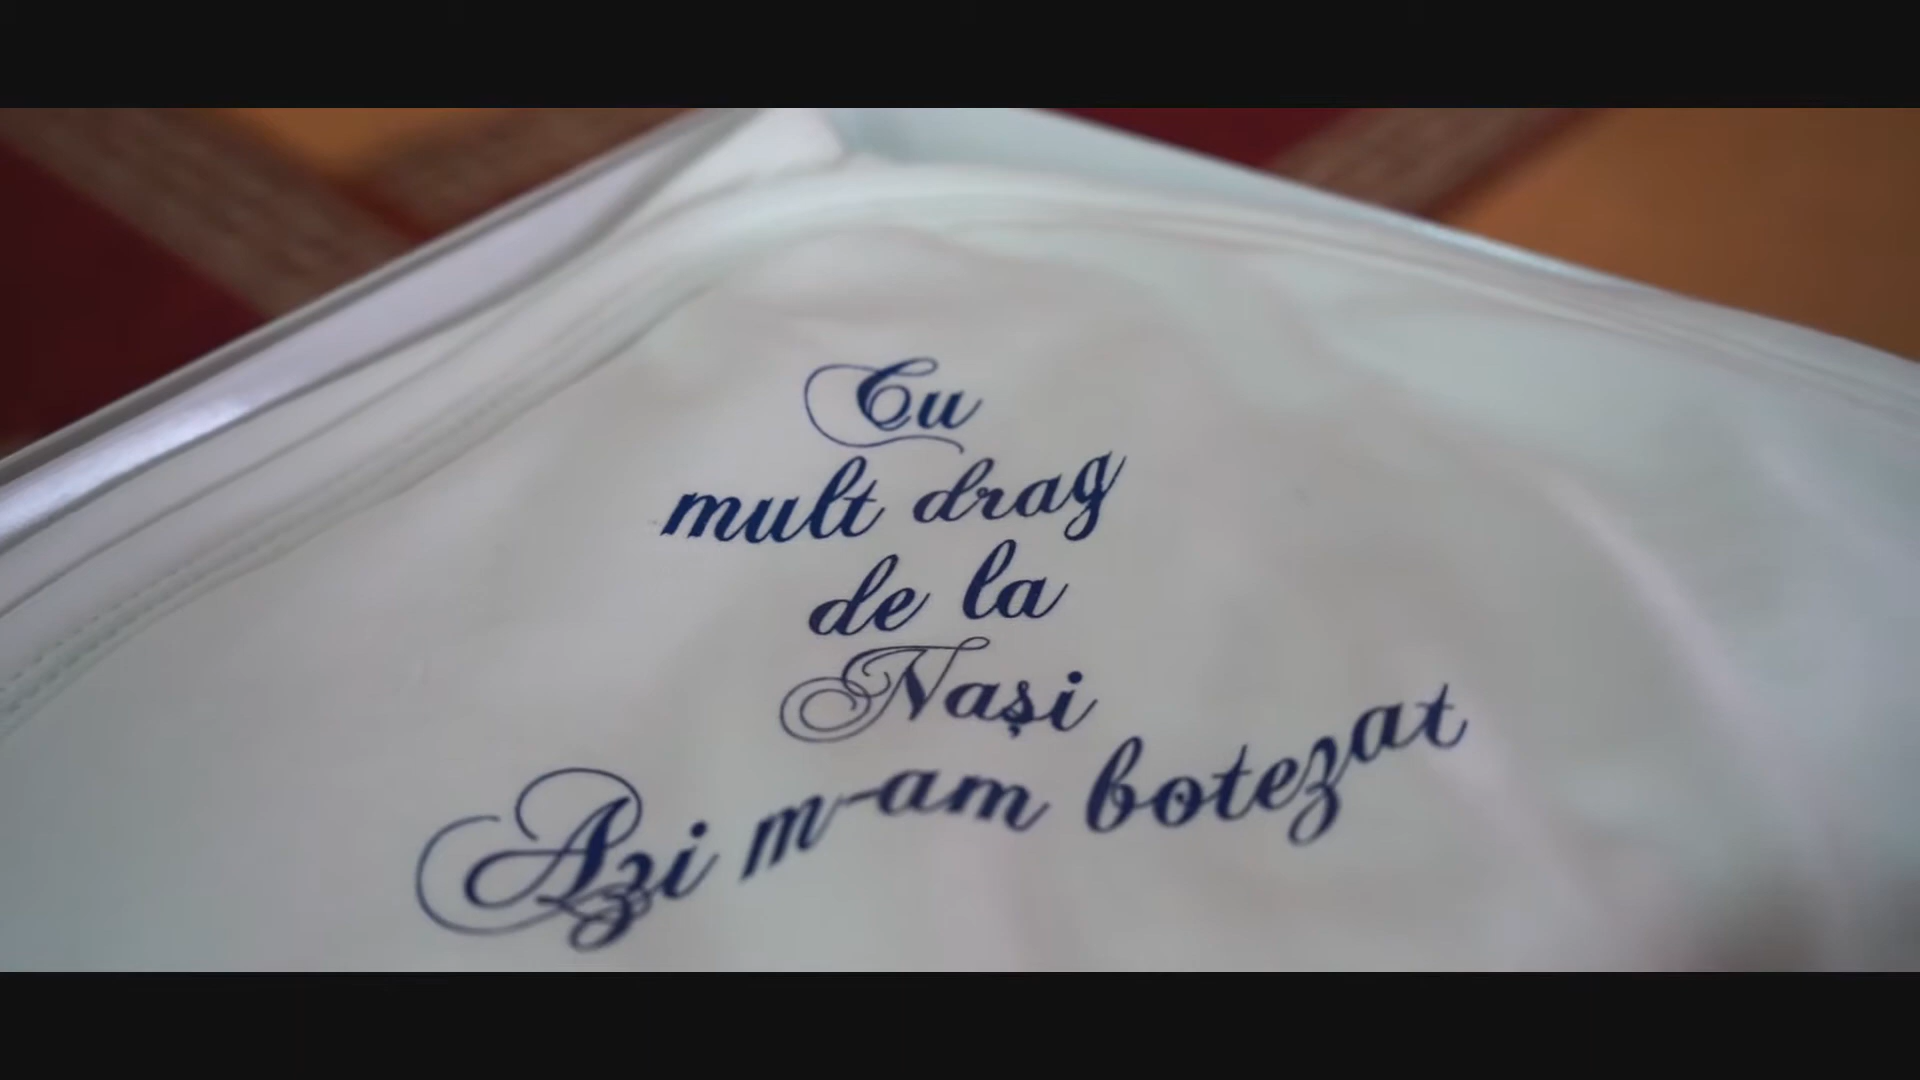 Cu
mult drag
de la
Nași
Azi m-am botezat